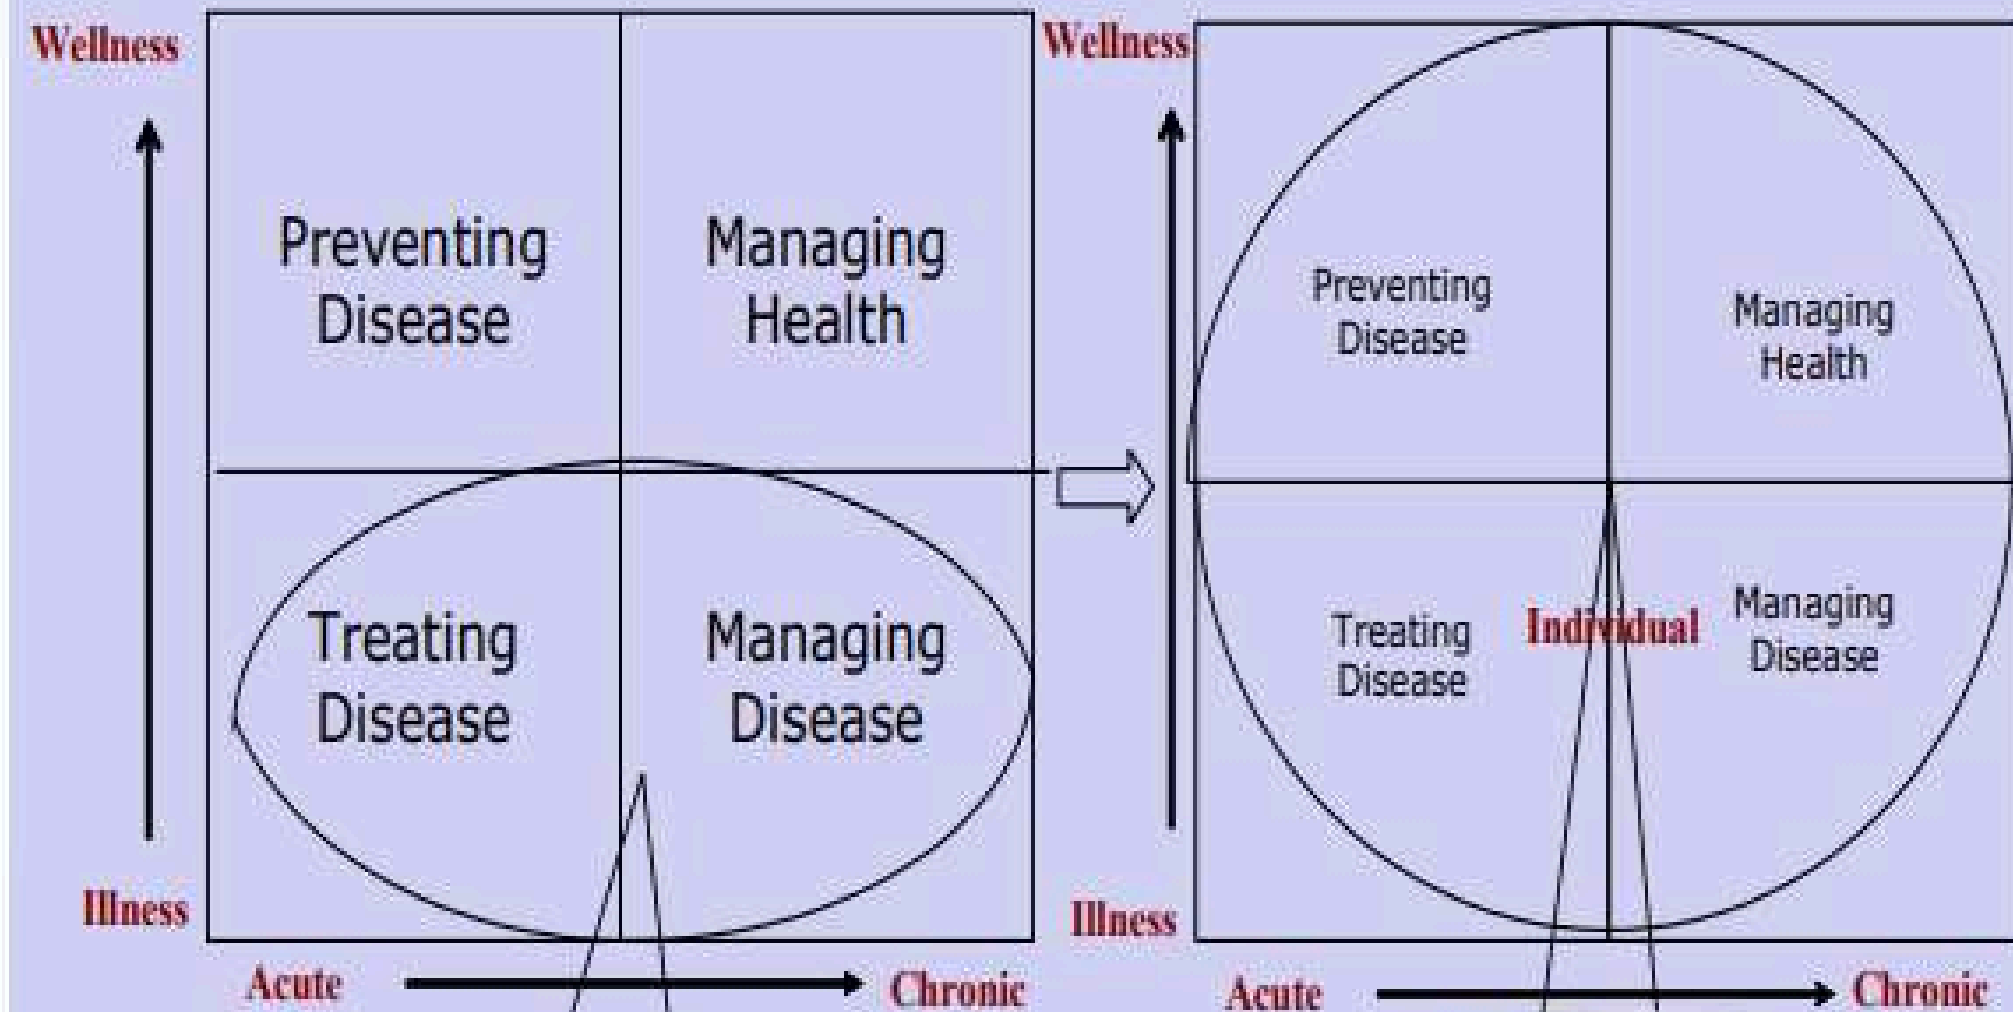 Wellness
Preventing
Disease
Managing
Health
Treating
Disease
Managing
Disease
Illness
Acute
Chronic
Wellness
Preventing
Disease
Managing
Health
Treating
Disease
Individual
Managing
Disease
Illness
Acute
Chronic